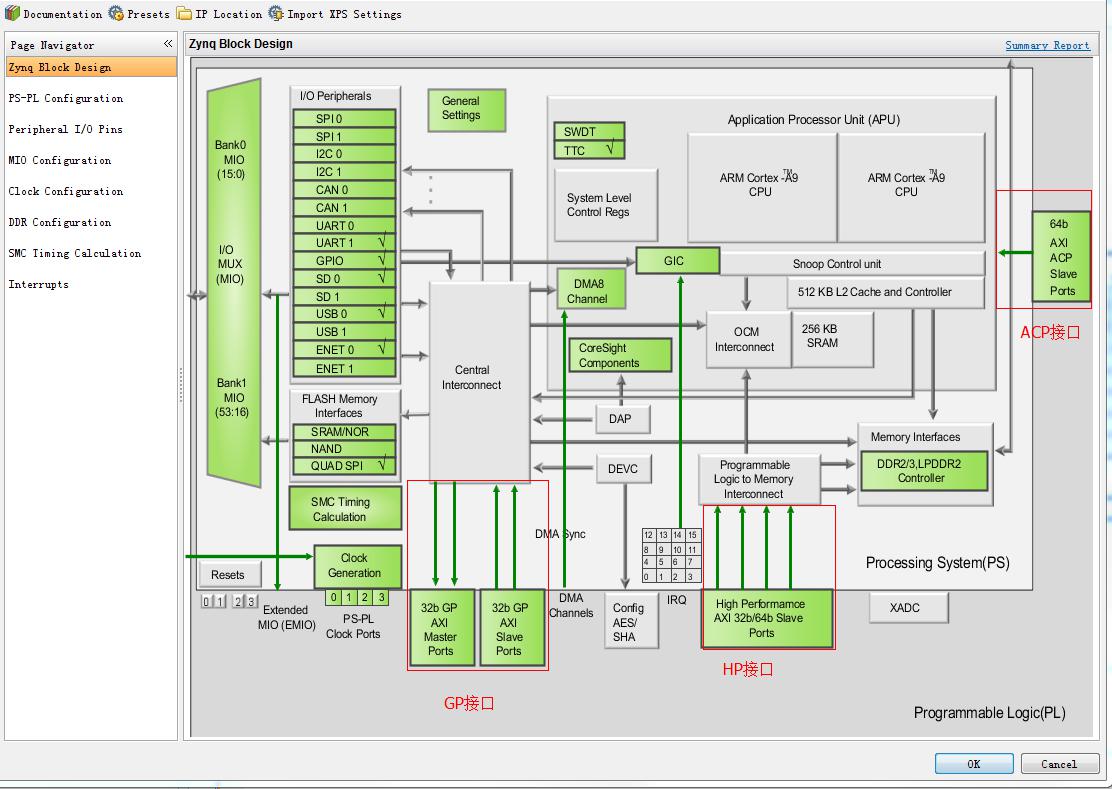 Documentation Presets IP Location Import XPS Settings
Page Navigator «
Zynq Block Design
PS-PL Configuration
Peripheral I/O Pins
MIO Configuration
Clock Configuration
DDR Configuration
SMC Timing Calculation
Interrupts
Zynq Block Design
Summary Report
Bank0
MIO
(15:0)
I/O
MUX
(MIO)
Bank1
MIO
(53:16)
I/O Peripherals
SPI 0
SPI 1
I2C 0
I2C 1
CAN 0
CAN 1
UART 0
UART 1 √
GPIO √
SD 0 √
SD 1
USB 0 √
USB 1
ENET 0 √
ENET 1
FLASH Memory
Interfaces
SRAM/NOR
NAND
QUAD SPI √
SMC Timing
Calculation
General
Settings
Application Processor Unit (APU)
SWDT
TTC √
System Level
Control Regs
ARM Cortex -A9
TM
CPU
ARM Cortex -A9
TM
CPU
GIC
Snoop Control unit
DMA8
Channel
512 KB L2 Cache and Controller
OCM
Interconnect
256 KB
SRAM
CoreSight
Components
Central
Interconnect
DAP
DEVC
Programmable
Logic to Memory
Interconnect
Memory Interfaces
DDR2/3,LPDDR2
Controller
64b
AXI
ACP
Slave
Ports
ACP接口
DMA Sync
12 13 14 15
8 9 10 11
4 5 6 7
0 1 2 3
Processing System(PS)
Resets
0 1 2 3
Clock
Generation
0 1 2 3
Extended
MIO (EMIO)
PS-PL
Clock Ports
32b GP
AXI
Master
Ports
32b GP
AXI
Slave
Ports
DMA
Channels
Config
AES/
SHA
IRQ
High Performamce
AXI 32b/64b Slave
Ports
XADC
GP接口
HP接口
Programmable Logic(PL)
OK
Cancel